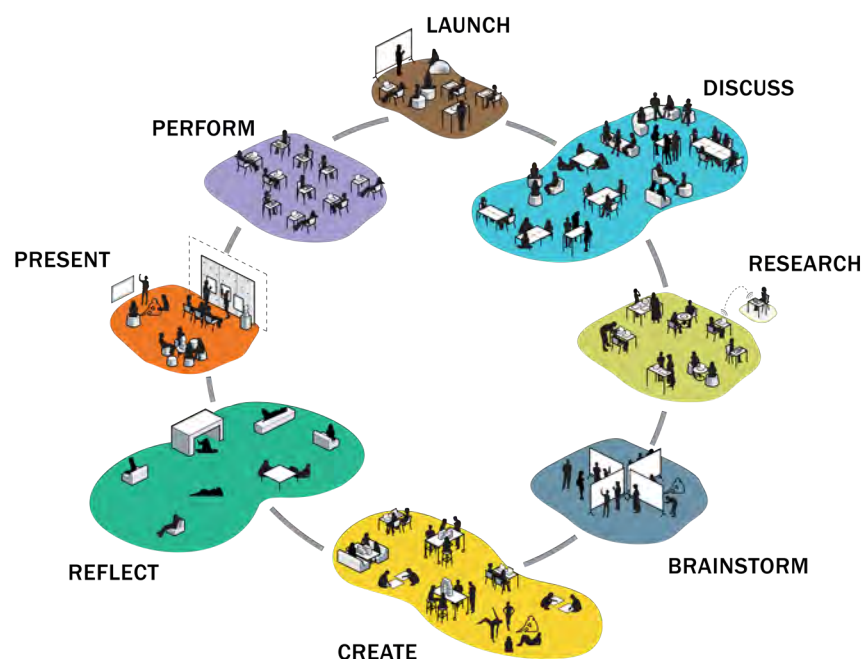 LAUNCH
DISCUSS
PERFORM
PRESENT
RESEARCH
REFLECT
BRAINSTORM
CREATE